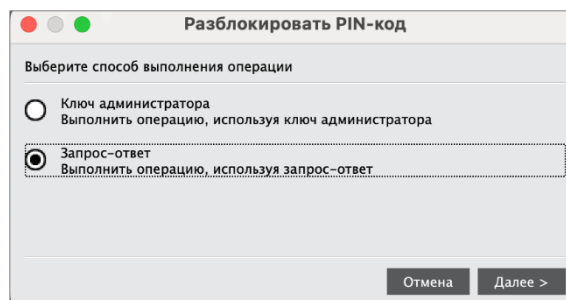 Разблокировать PIN-код
Выберите способ выполнения операции
Ключ администратора
Выполнить операцию, используя ключ администратора
Запрос-ответ
Выполнить операцию, используя запрос-ответ
Отмена
Далее >